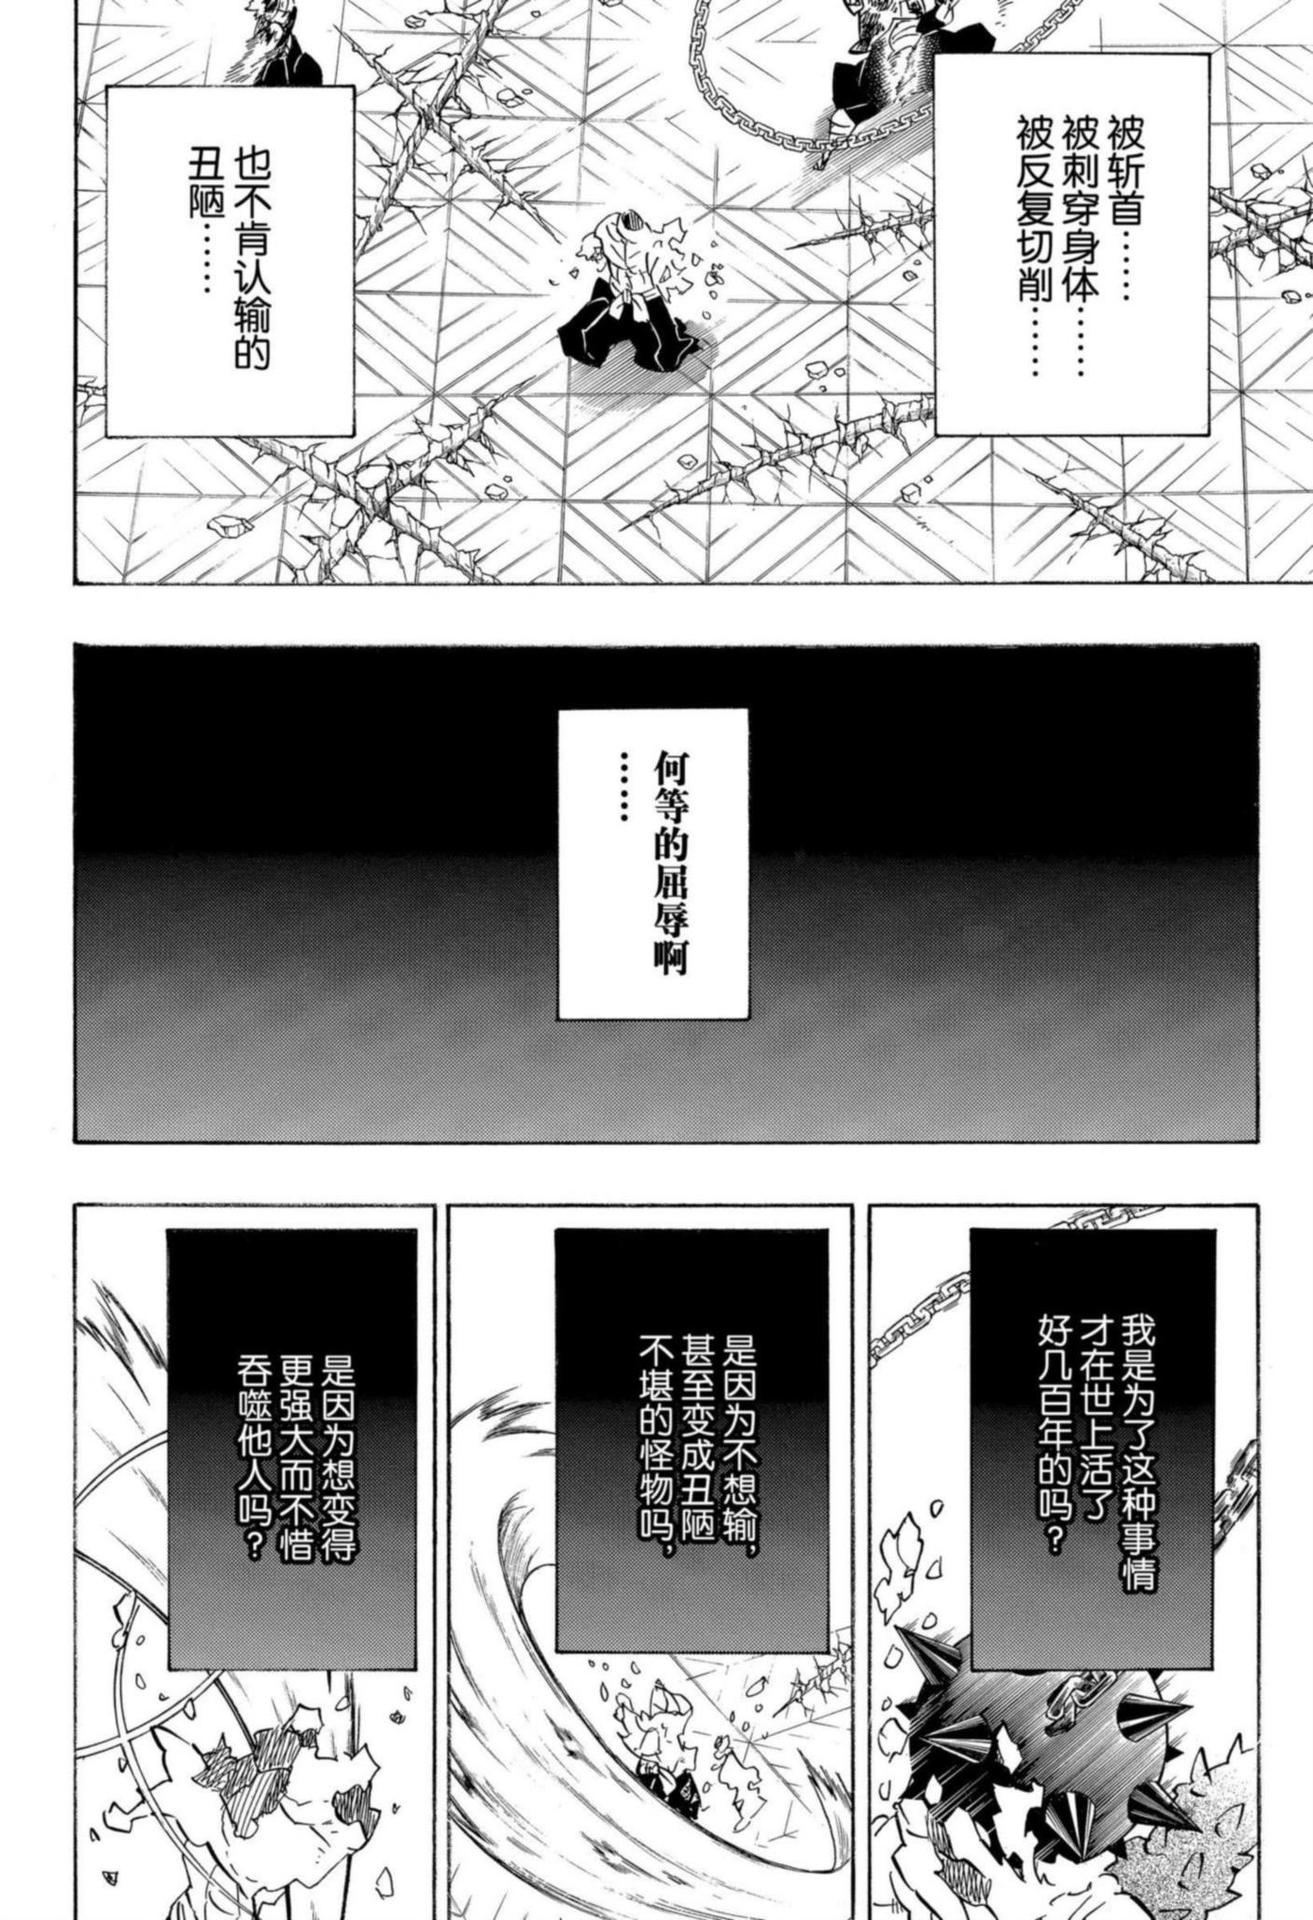 被斩首……
被刺穿身体……
被反复切削……
也不肯认输的
丑陋……
何等的屈辱啊
……
我是为了这种事情
才在世上活了
好几百年的吗？
是因为不想输，
甚至变成丑陋
不堪的怪物吗，
是因为想变得
更强大而不惜
吞噬他人吗？